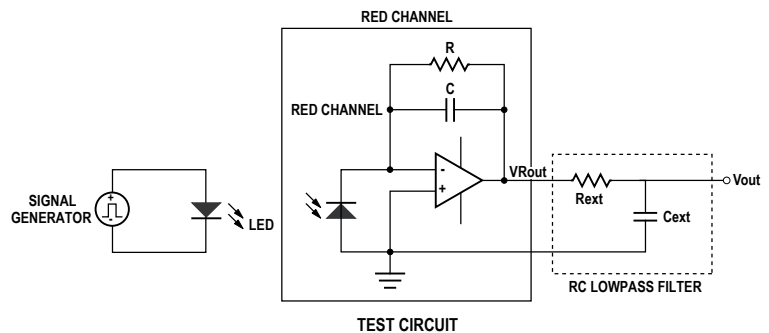 RED CHANNEL
R
C
RED CHANNEL
-
+
VRout
Rext
Cext
Vout
RC LOWPASS FILTER
SIGNAL
GENERATOR
+
-
LED
TEST CIRCUIT